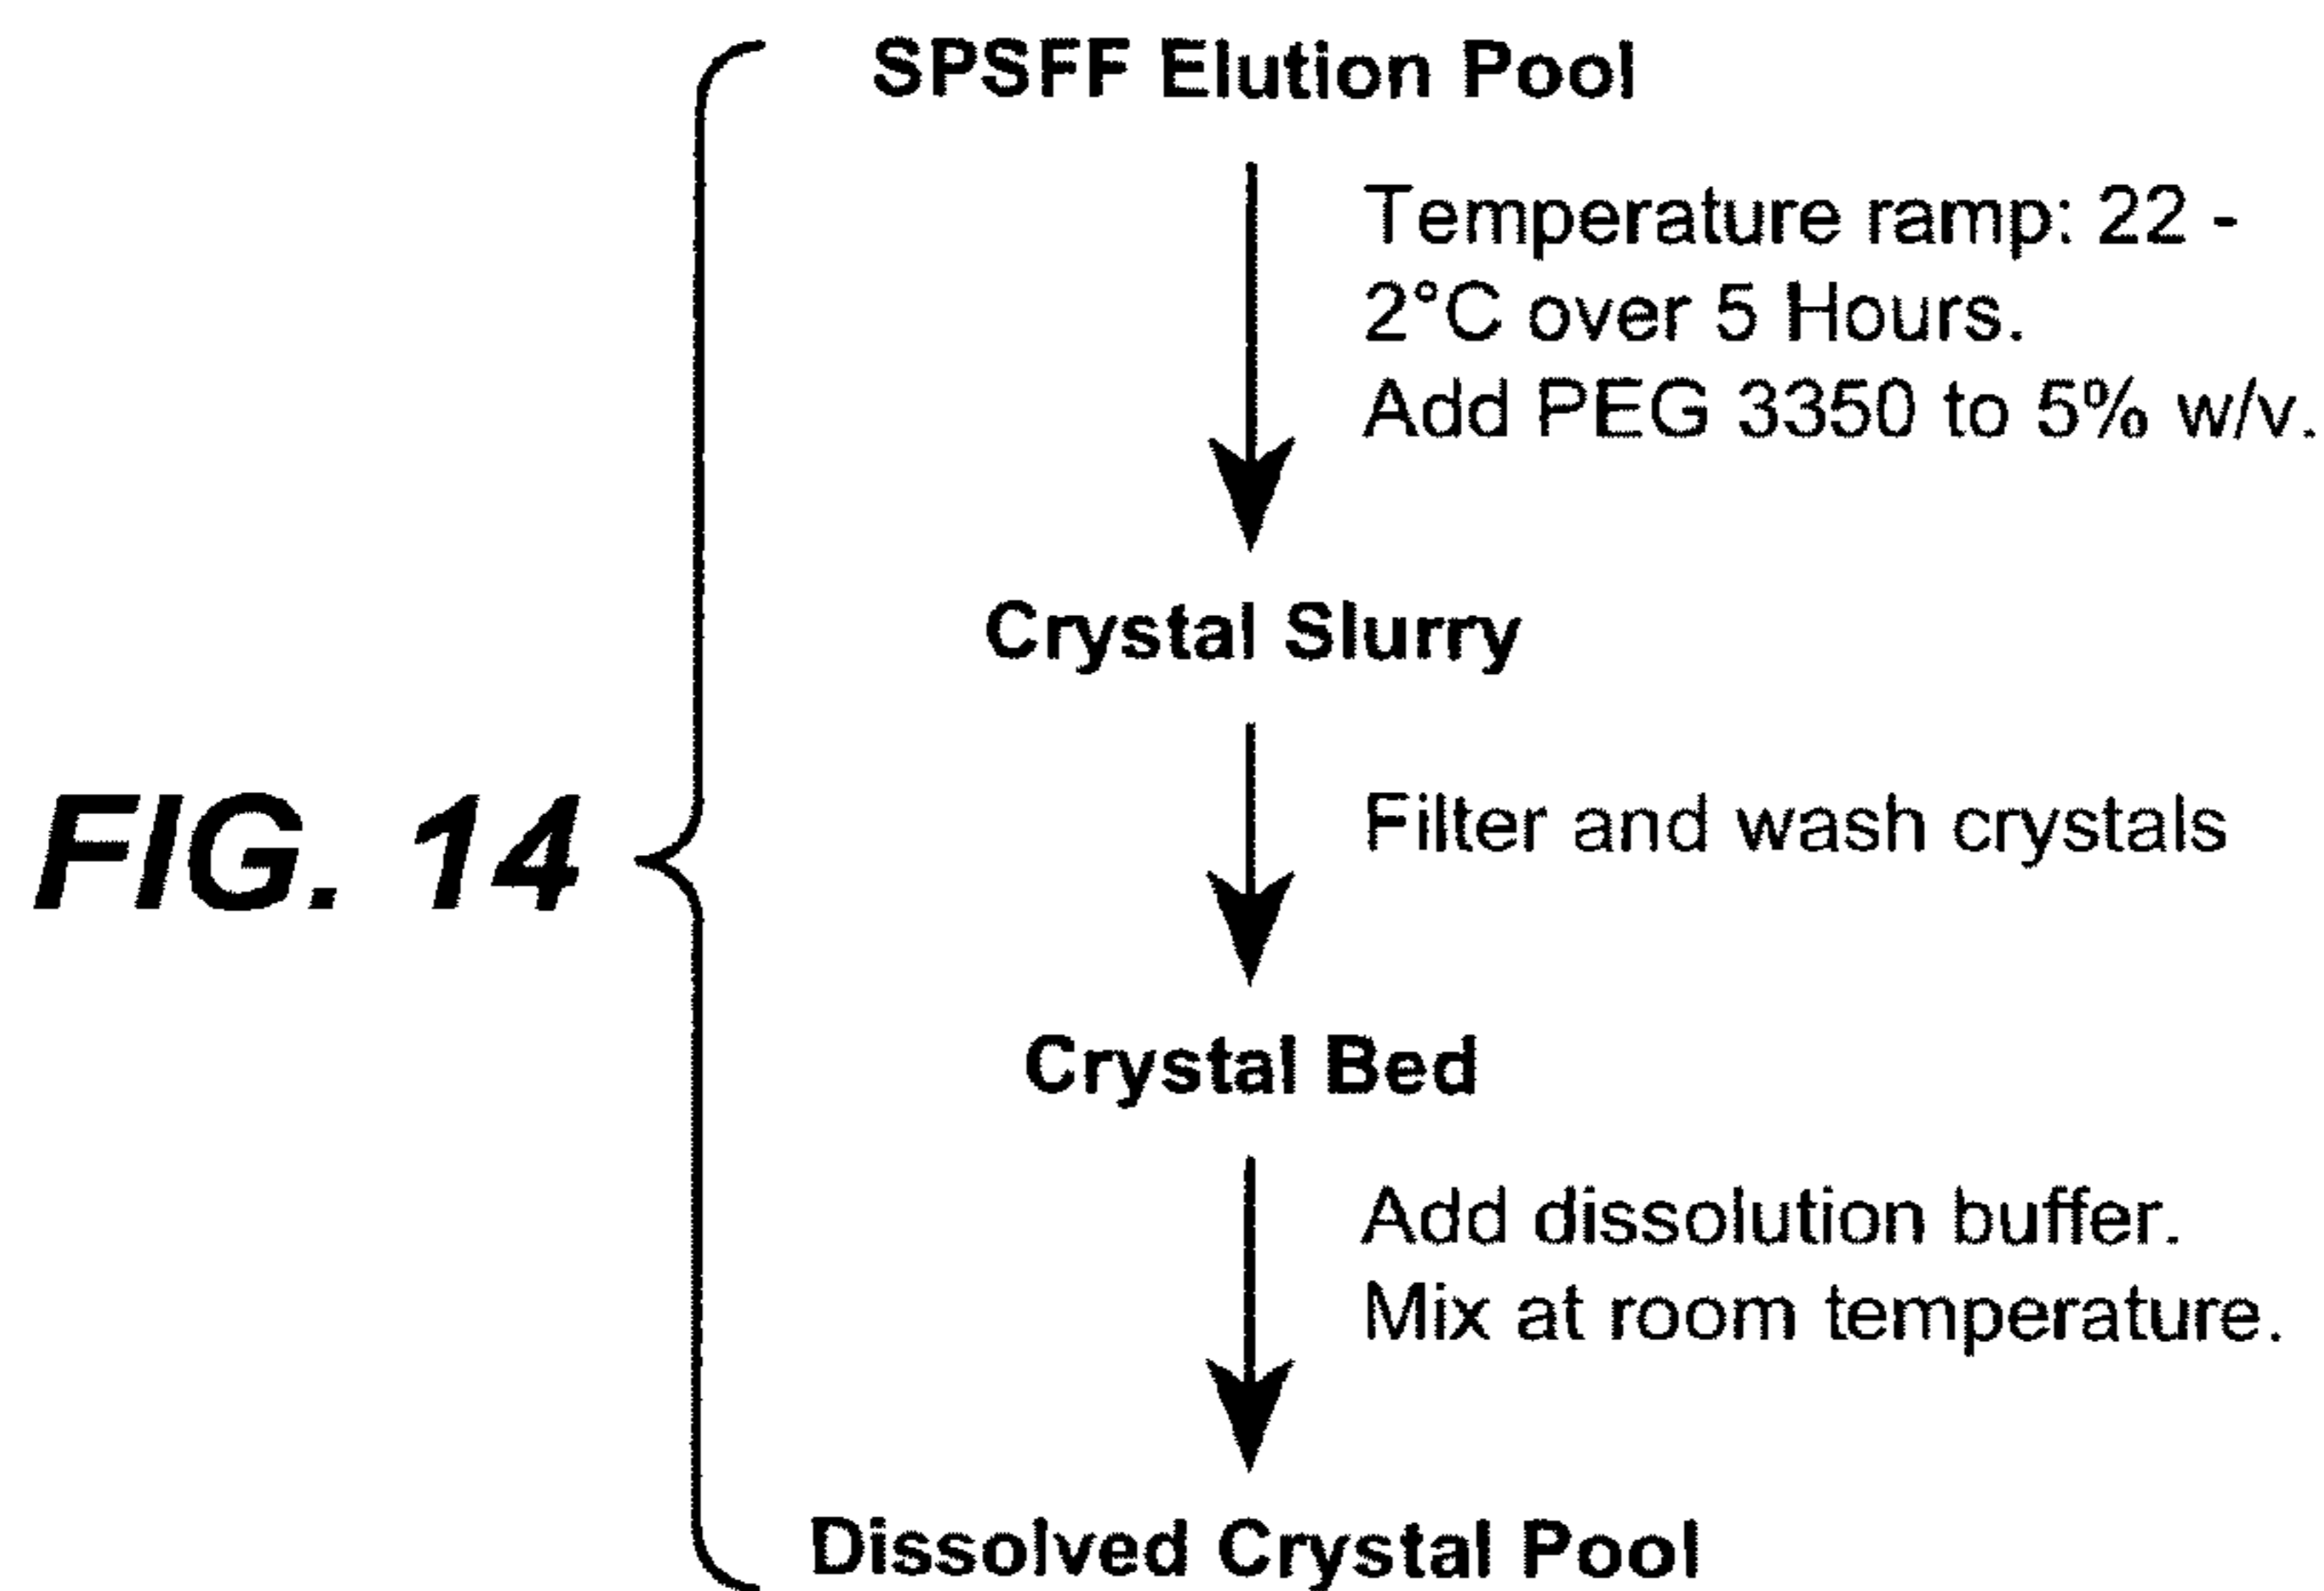 SPSFF Elution Pool
Temperature ramp: 22 -
2°C over 5 Hours.
Add PEG 3350 to 5% w/v.
Crystal Slurry
FIG. 14
Filter and wash crystals
Crystal Bed
Add dissolution buffer.
Mix at room temperature.
Dissolved Crystal Pool